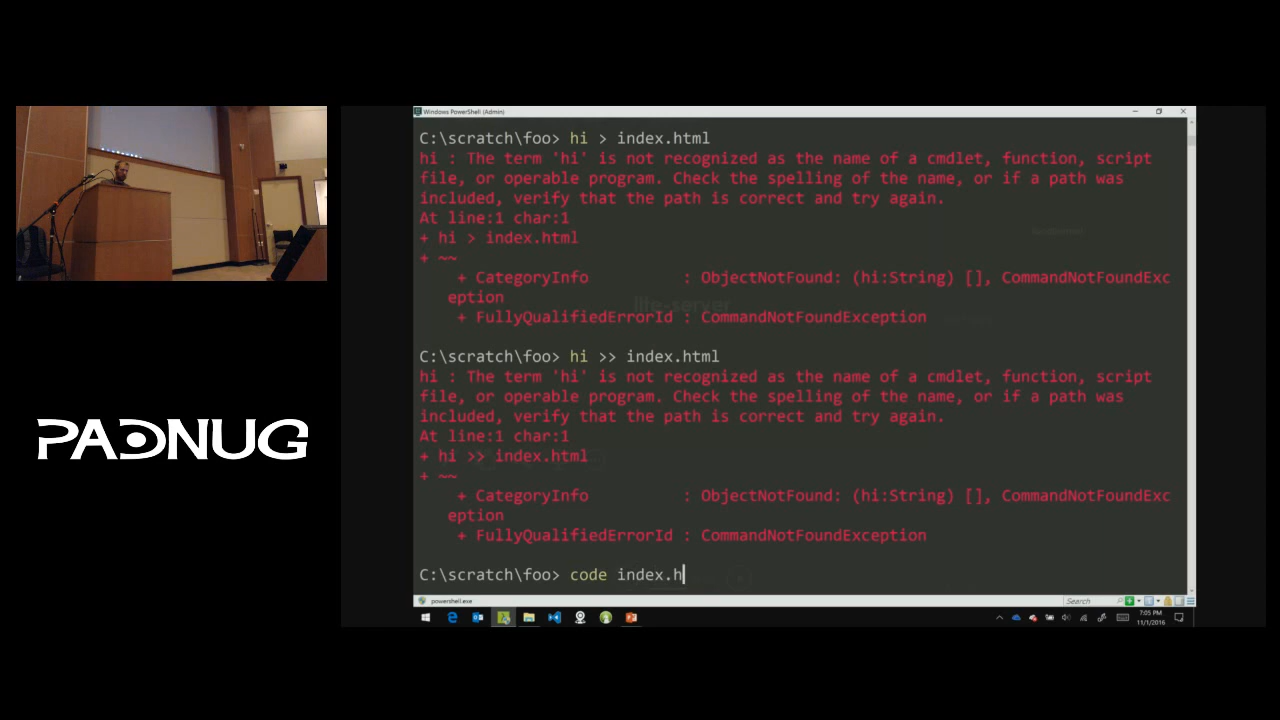 Windows PowerShell (Admin)
C:\scratch\foo> hi > index.html
hi : The term 'hi' is not recognized as the name of a cmdlet, function, script
file, or operable program. Check the spelling of the name, or if a path was
included, verify that the path is correct and try again.
At line:1 char:1
+ hi > index.html
+ ~~
+ CategoryInfo : ObjectNotFound: (hi:String) [], CommandNotFoundExc
eption
+ FullyQualifiedErrorId : CommandNotFoundException
lite-server
C:\scratch\foo> hi >> index.html
hi : The term 'hi' is not recognized as the name of a cmdlet, function, script
file, or operable program. Check the spelling of the name, or if a path was
included, verify that the path is correct and try again.
At line:1 char:1
+ hi >> index.html
+ ~~
+ CategoryInfo : ObjectNotFound: (hi:String) [], CommandNotFoundExc
eption
+ FullyQualifiedErrorId : CommandNotFoundException
C:\scratch\foo> code index.h
powershell.exe
Search
7:05 PM
11/1/2016
PADNUG